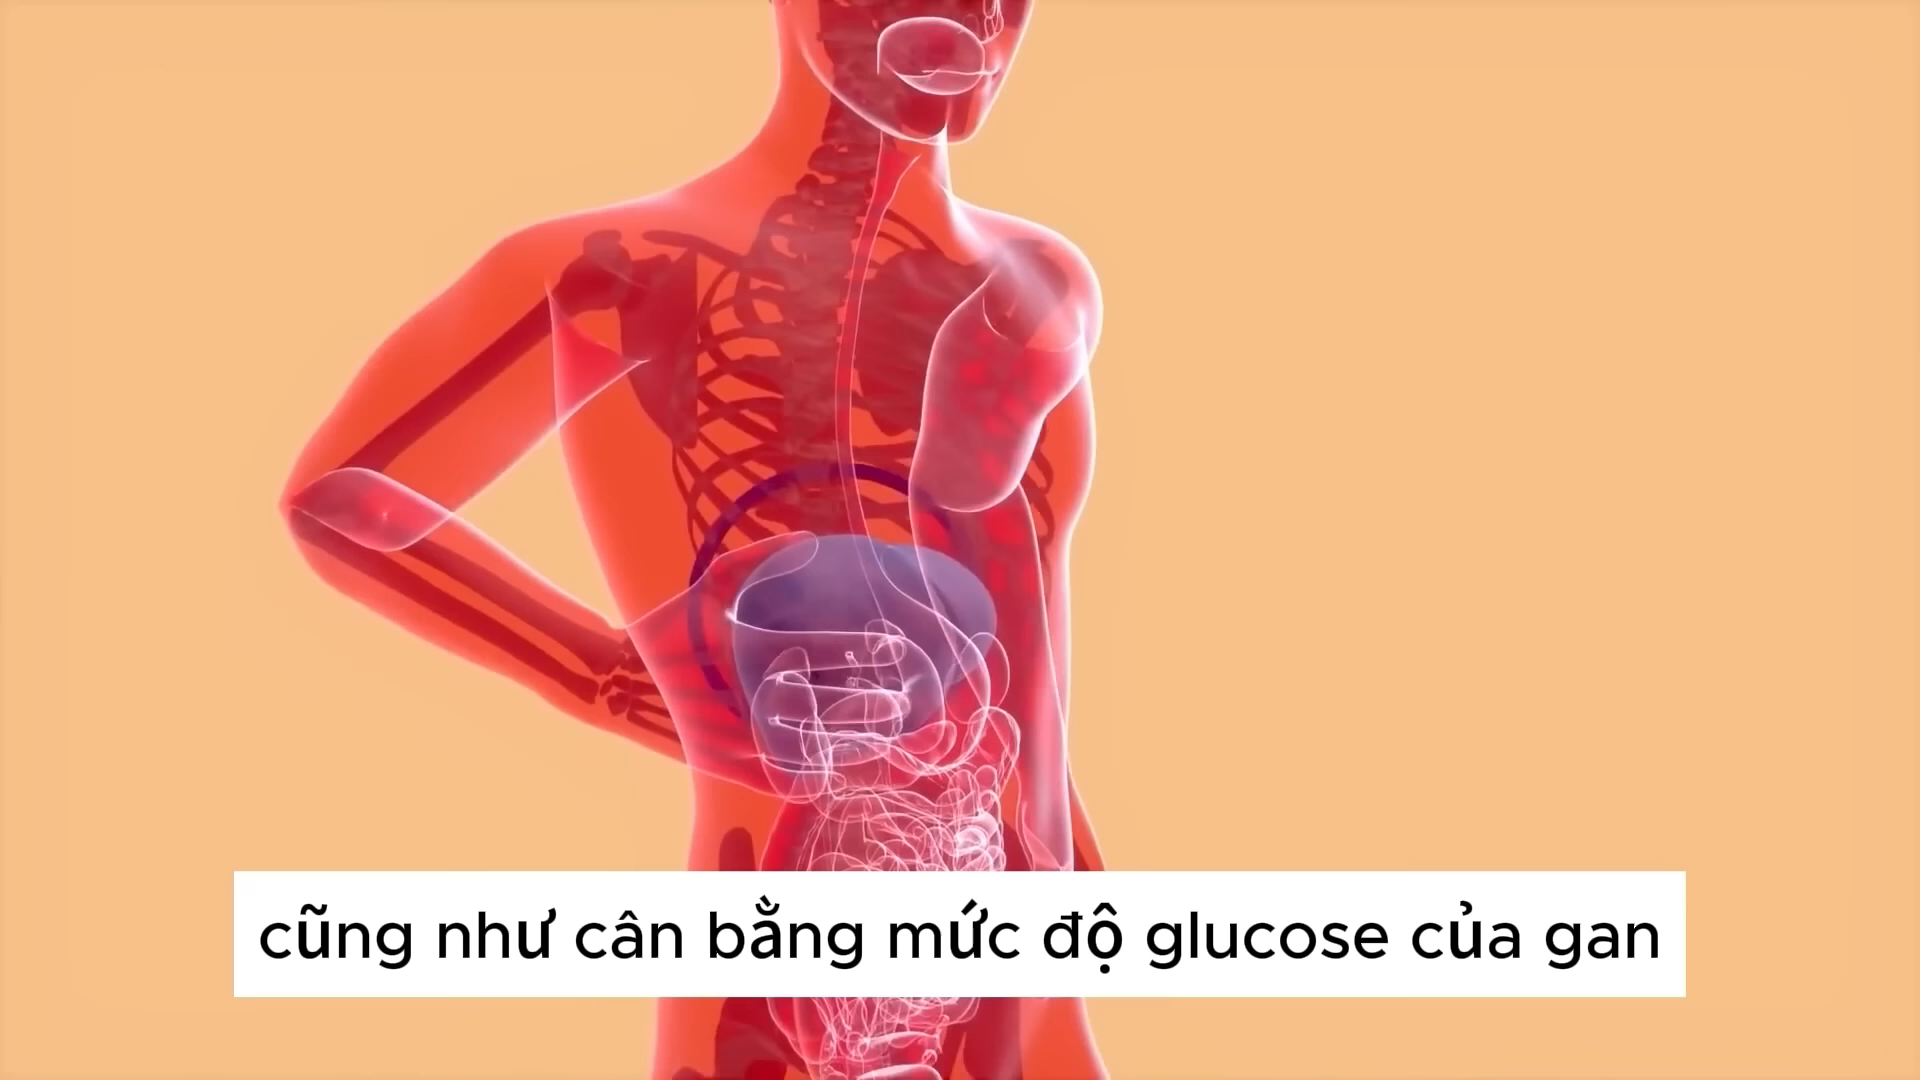 cũng như cân bằng mức độ glucose của gan